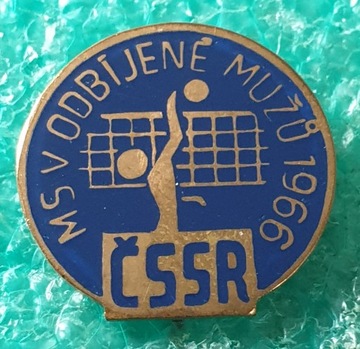 MS V ODBÍJENÉ MUŽŮ 1966
ČSSR